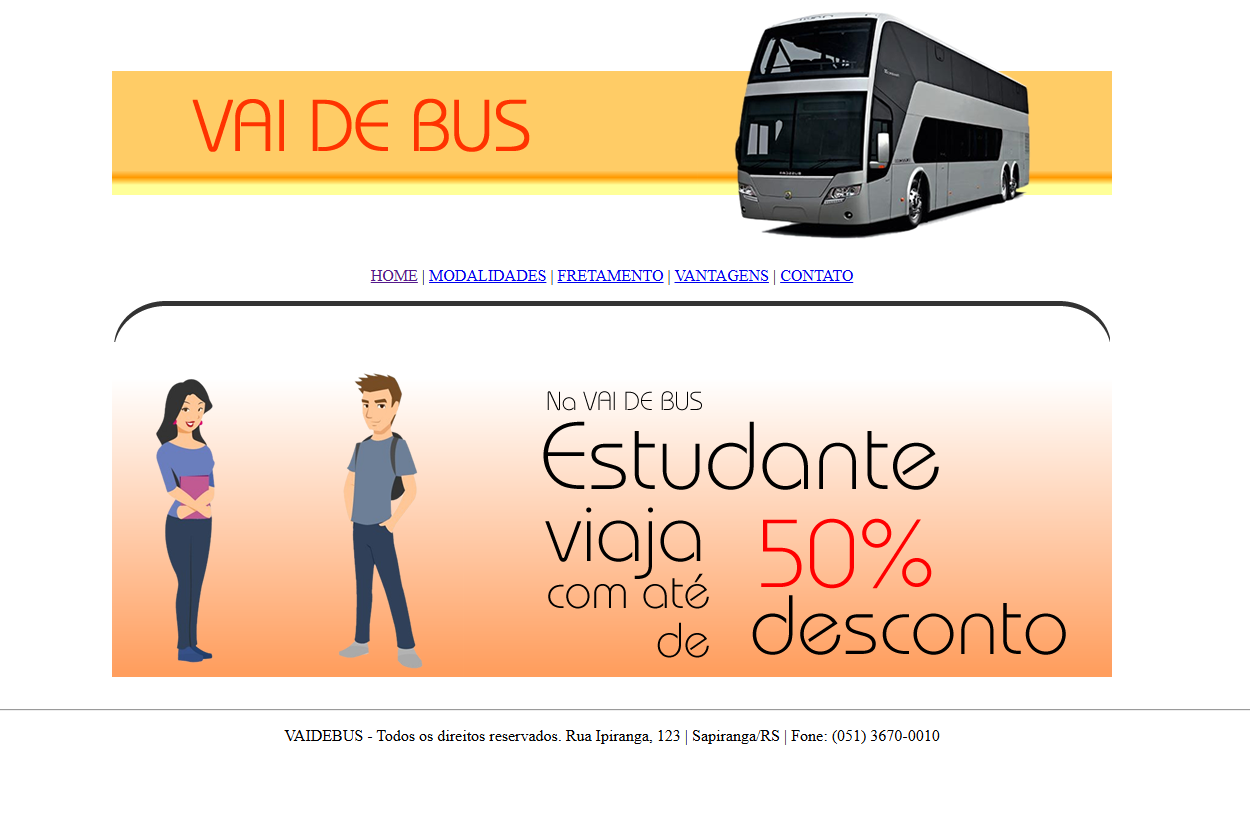 VAI DE BUS
HOME | MODALIDADES | FRETAMENTO | VANTAGENS | CONTATO
Na VAI DE BUS
Estudante
viaja 50%
com até
de desconto
VAIDEBUS - Todos os direitos reservados. Rua Ipiranga, 123 | Sapiranga/RS | Fone: (051) 3670-0010